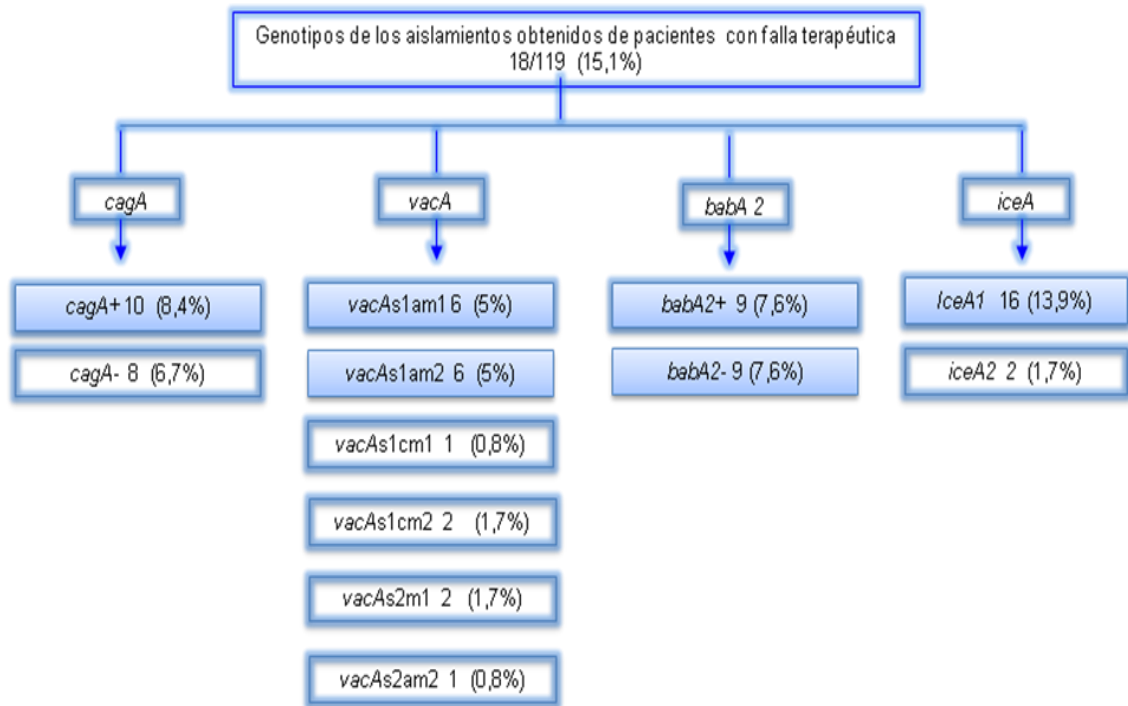 Genotipos de los aislamientos obtenidos de pacientes con falla terapéutica
18/119 (15,1%)
cagA
vacA
babA 2
iceA
cagA+ 10 (8,4%)
cagA- 8 (6,7%)
vacAs1am1 6 (5%)
vacAs1am2 6 (5%)
vacAs1cm1 1 (0,8%)
vacAs1cm2 2 (1,7%)
vacAs2m1 2 (1,7%)
vacAs2am2 1 (0,8%)
babA2+ 9 (7,6%)
babA2- 9 (7,6%)
IceA1 16 (13,9%)
iceA2 2 (1,7%)